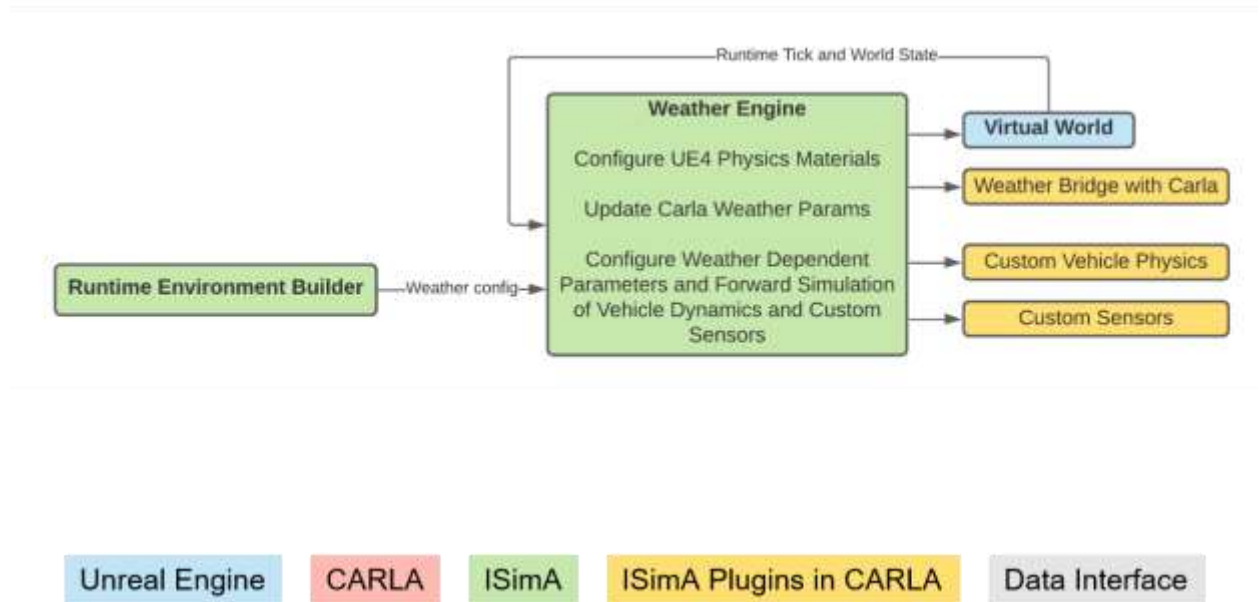 Runtime Tick and World State
Weather Engine
Configure UE4 Physics Materials
Update Carla Weather Params
Configure Weather Dependent
Parameters and Forward Simulation
of Vehicle Dynamics and Custom
Sensors
Virtual World
Weather Bridge with Carla
Custom Vehicle Physics
Custom Sensors
Runtime Environment Builder
Weather config
Unreal Engine
CARLA
ISimA
ISimA Plugins in CARLA
Data Interface